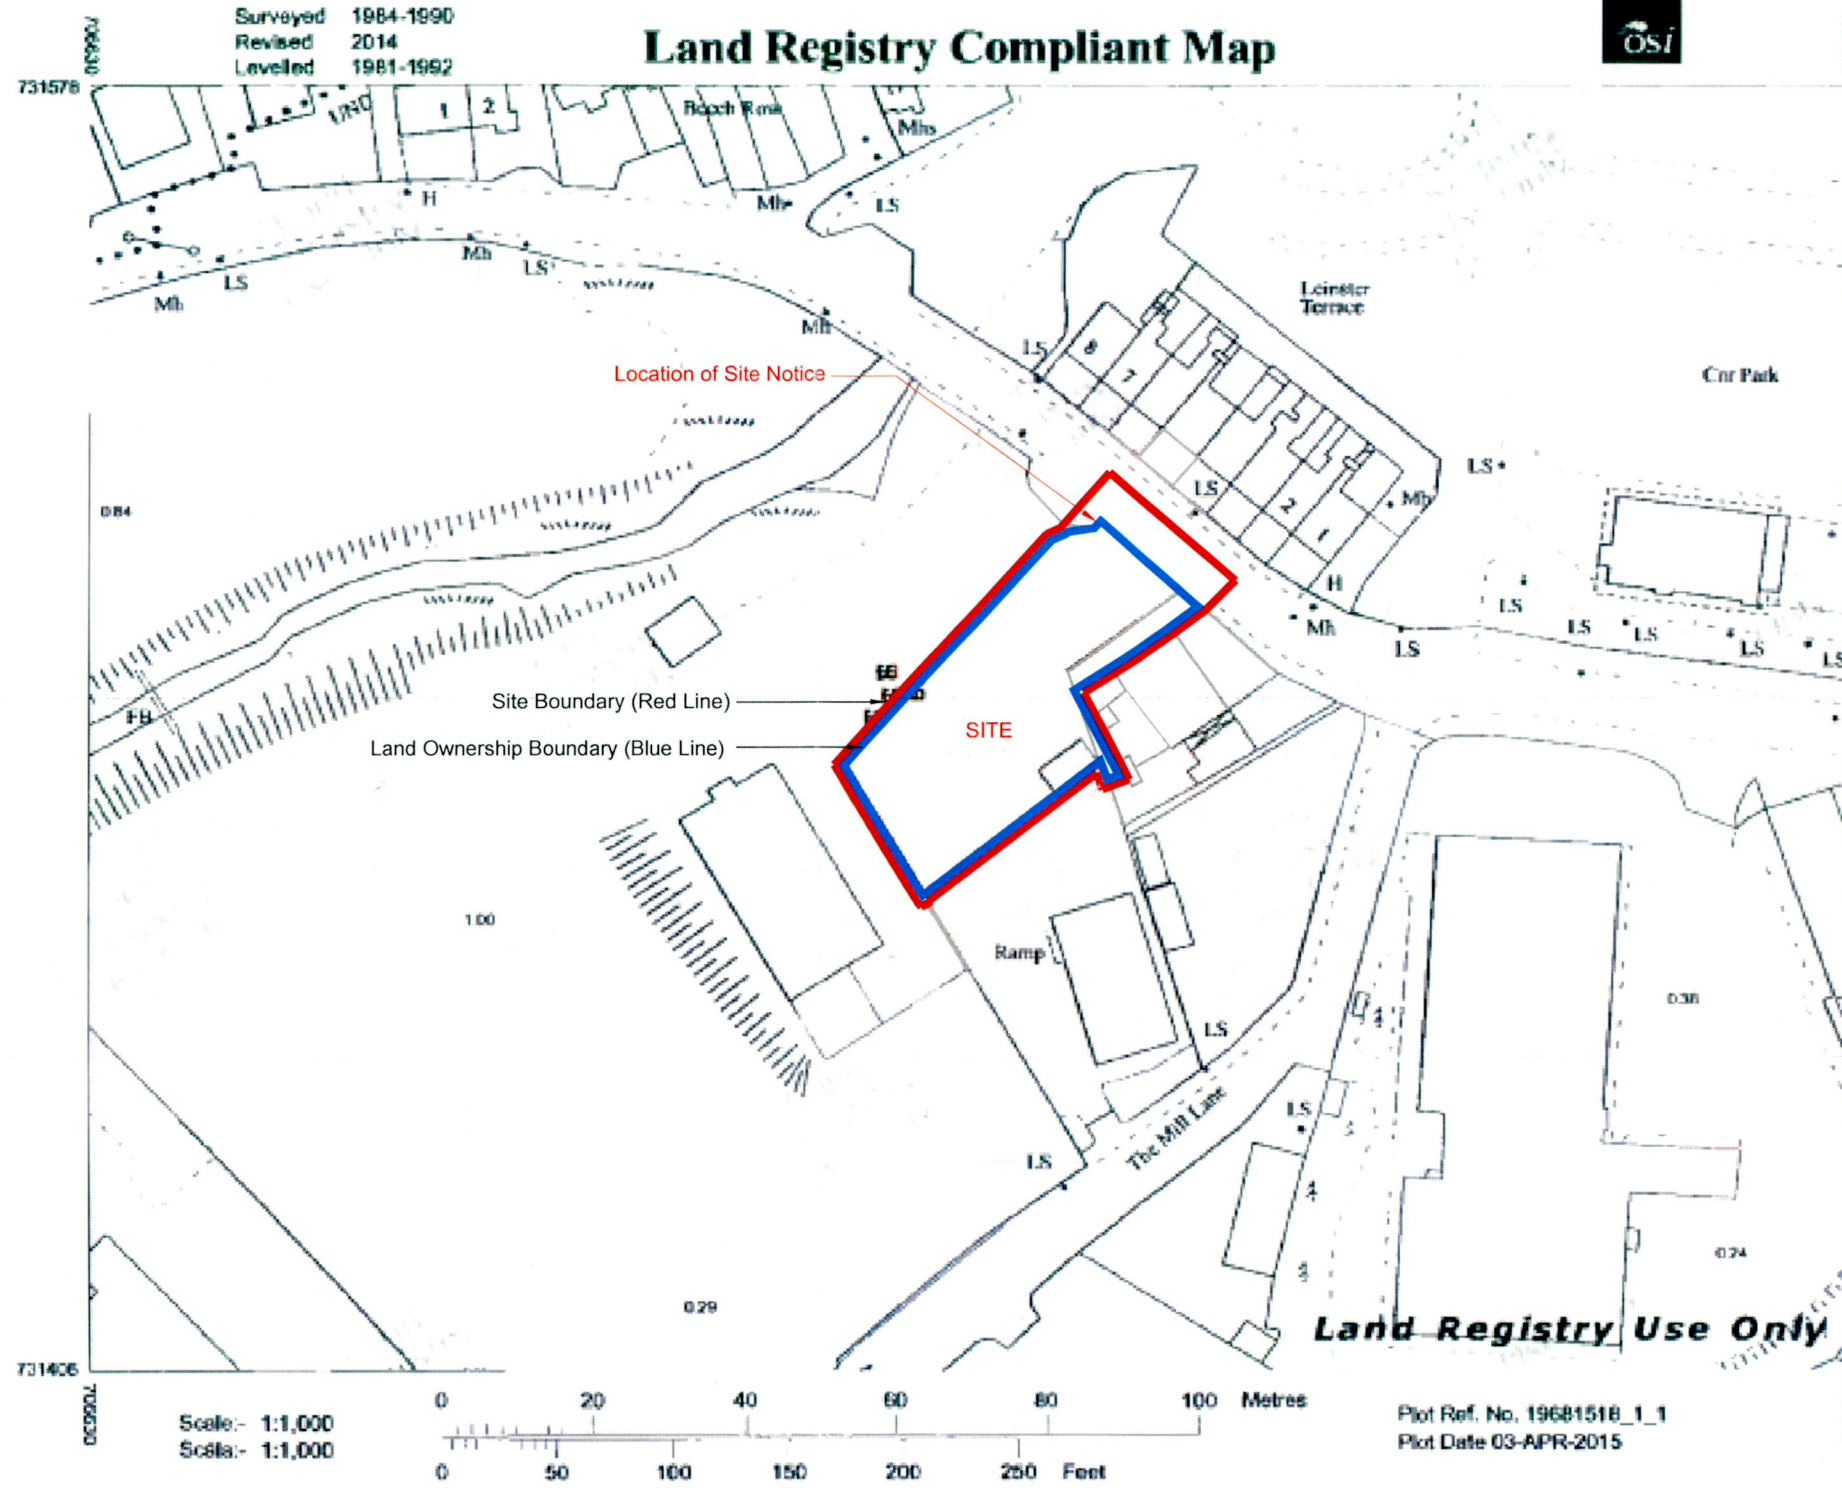 Surveyed 1984-1990
Revised 2014
Levelled 1981-1992
Land Registry Compliant Map
osi
731578
1 2
Mhs
H
Mh
LS
Mh
LS
LS
Mh
Mh
Leinster
Terrace
LS
8
7
Location of Site Notice
Car Park
LS
LS
Mh
2
1
0.84
H
LS
Mh
LS
LS
LS
LS
LS
Site Boundary (Red Line)
FB
SITE
Land Ownership Boundary (Blue Line)
1.00
Ramp
0.38
LS
LS
The Mill Lane
LS
0.24
0.29
Land Registry Use Only
731406
0 20 40 60 80 100 Metres
Scale:- 1:1,000
Scale:- 1:1,000
0 50 100 150 200 250 Feet
Plot Ref. No. 19681518_1_1
Plot Date 03-APR-2015